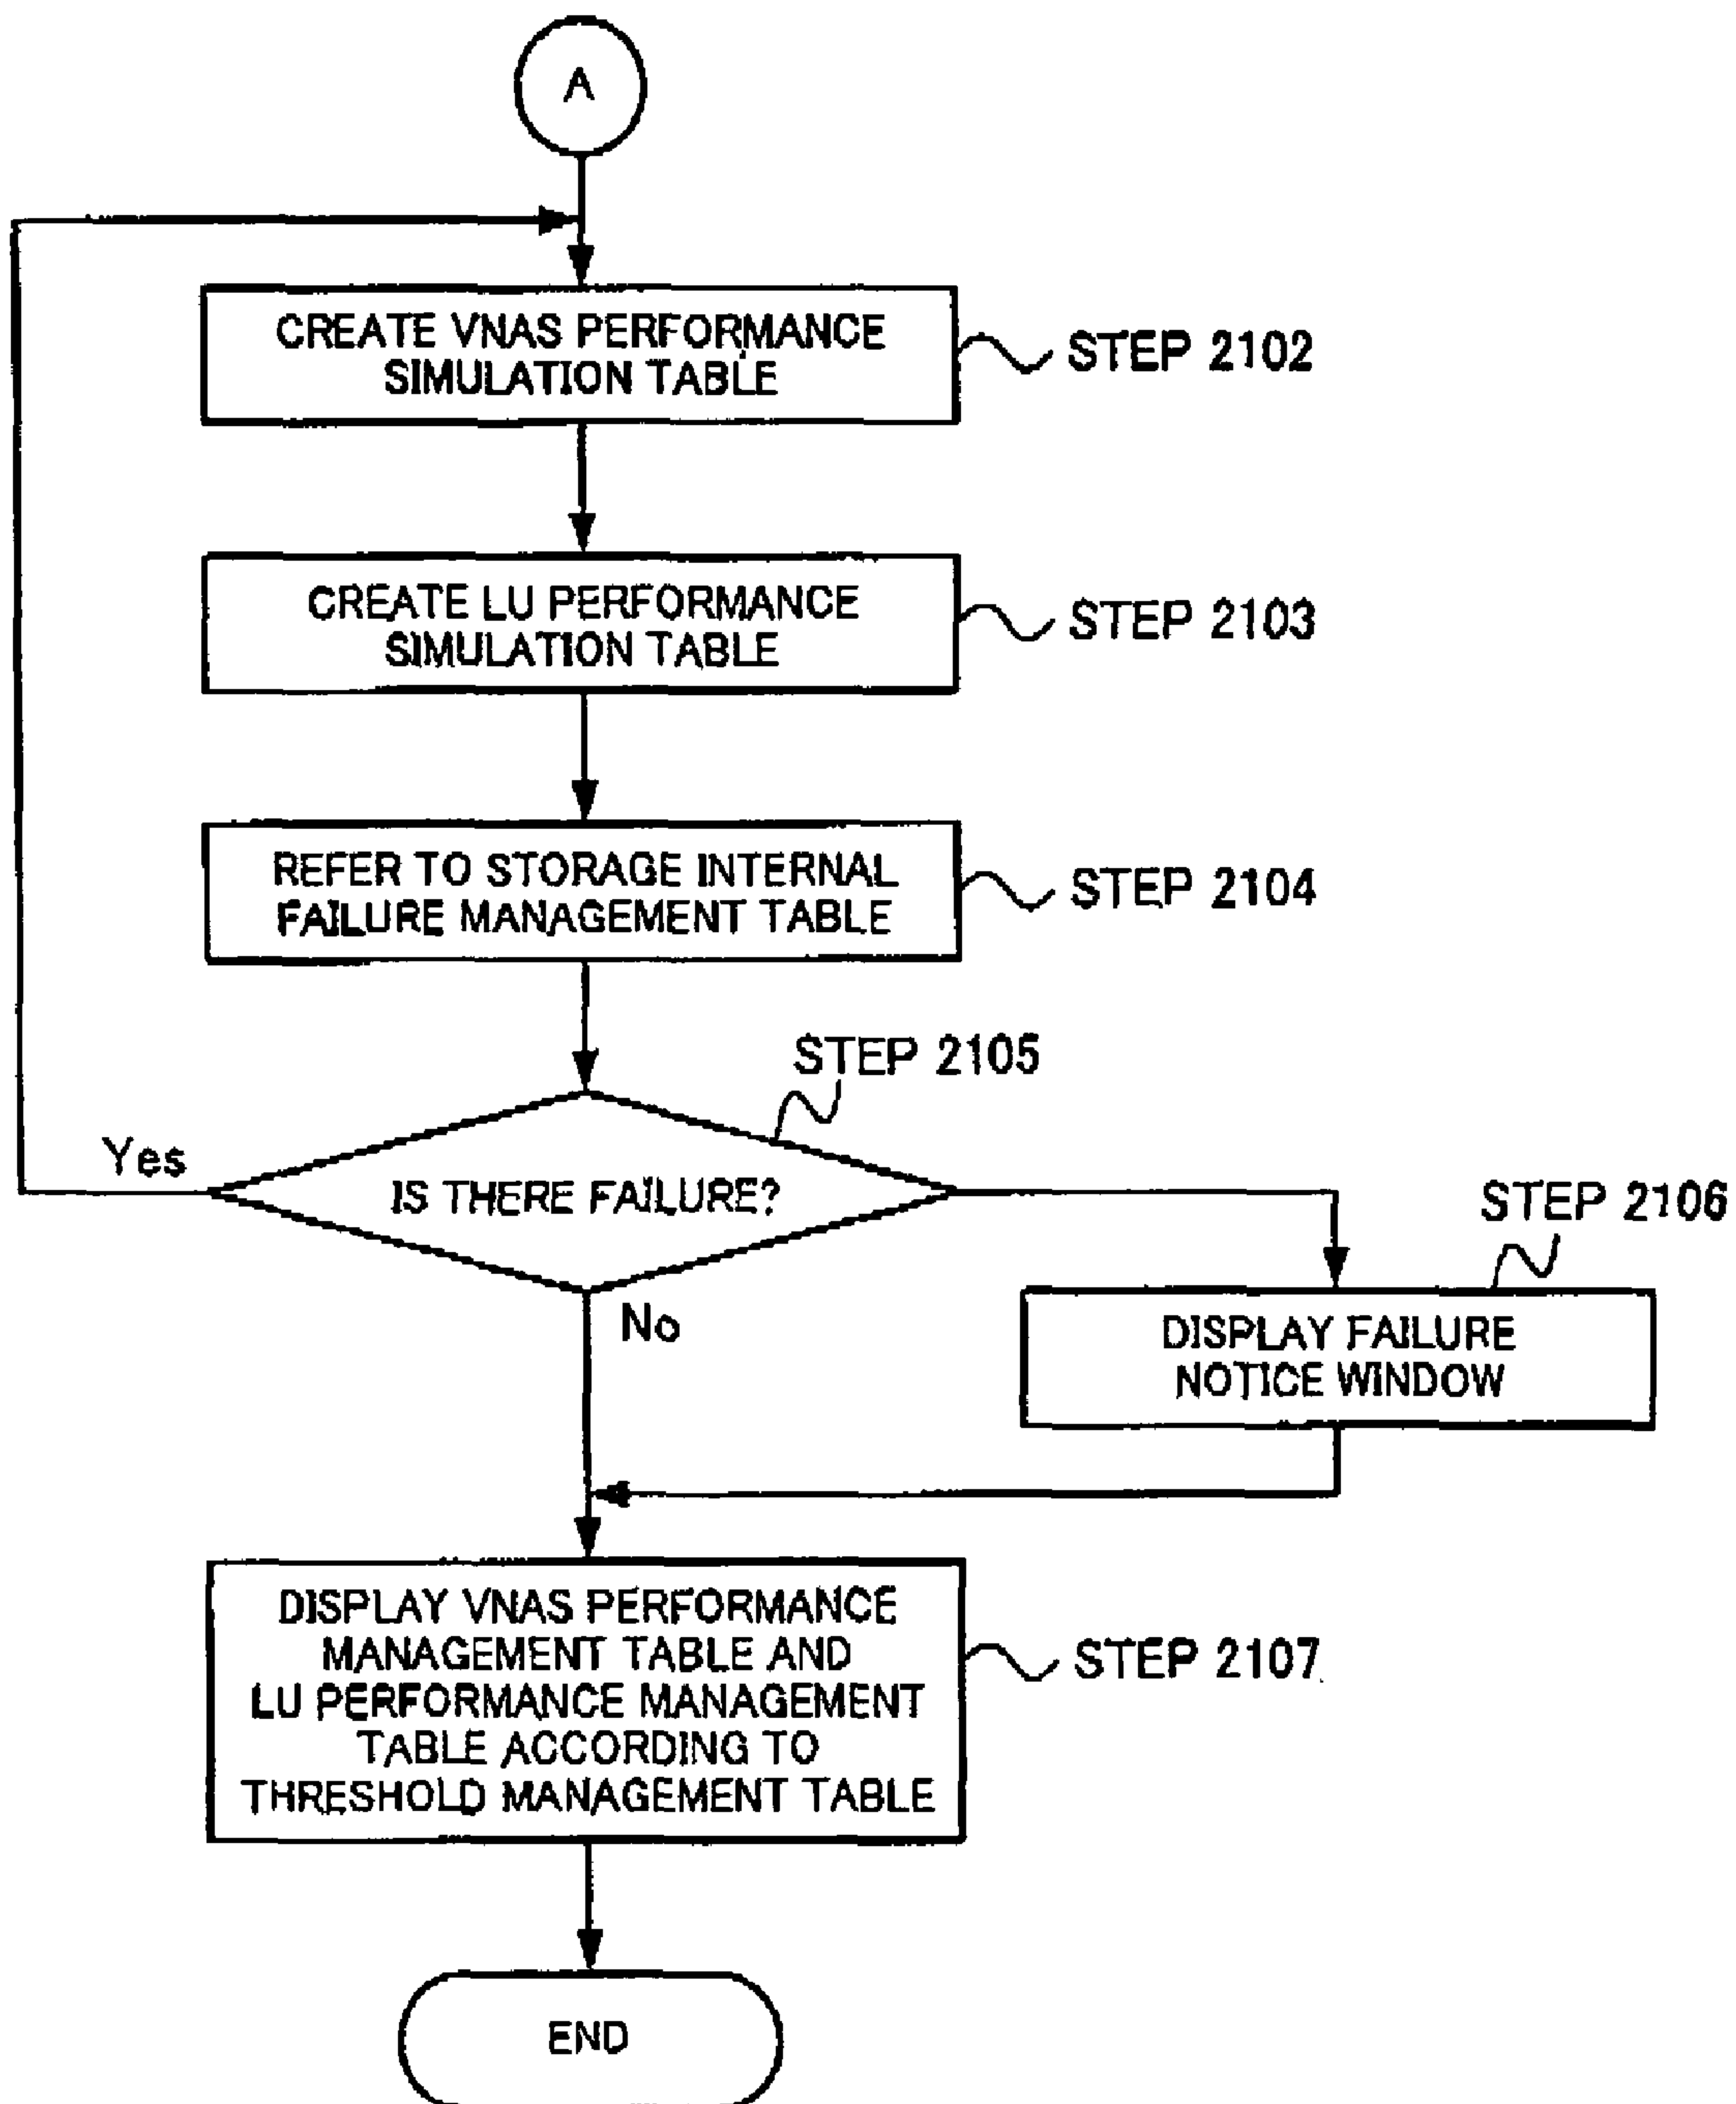 A
CREATE VNAS PERFORMANCE
SIMULATION TABLE
STEP 2102
CREATE LU PERFORMANCE
SIMULATION TABLE
STEP 2103
REFER TO STORAGE INTERNAL
FAILURE MANAGEMENT TABLE
STEP 2104
STEP 2105
Yes
IS THERE FAILURE?
STEP 2106
No
DISPLAY FAILURE
NOTICE WINDOW
DISPLAY VNAS PERFORMANCE
MANAGEMENT TABLE AND
LU PERFORMANCE MANAGEMENT
TABLE ACCORDING TO
THRESHOLD MANAGEMENT TABLE
STEP 2107
END